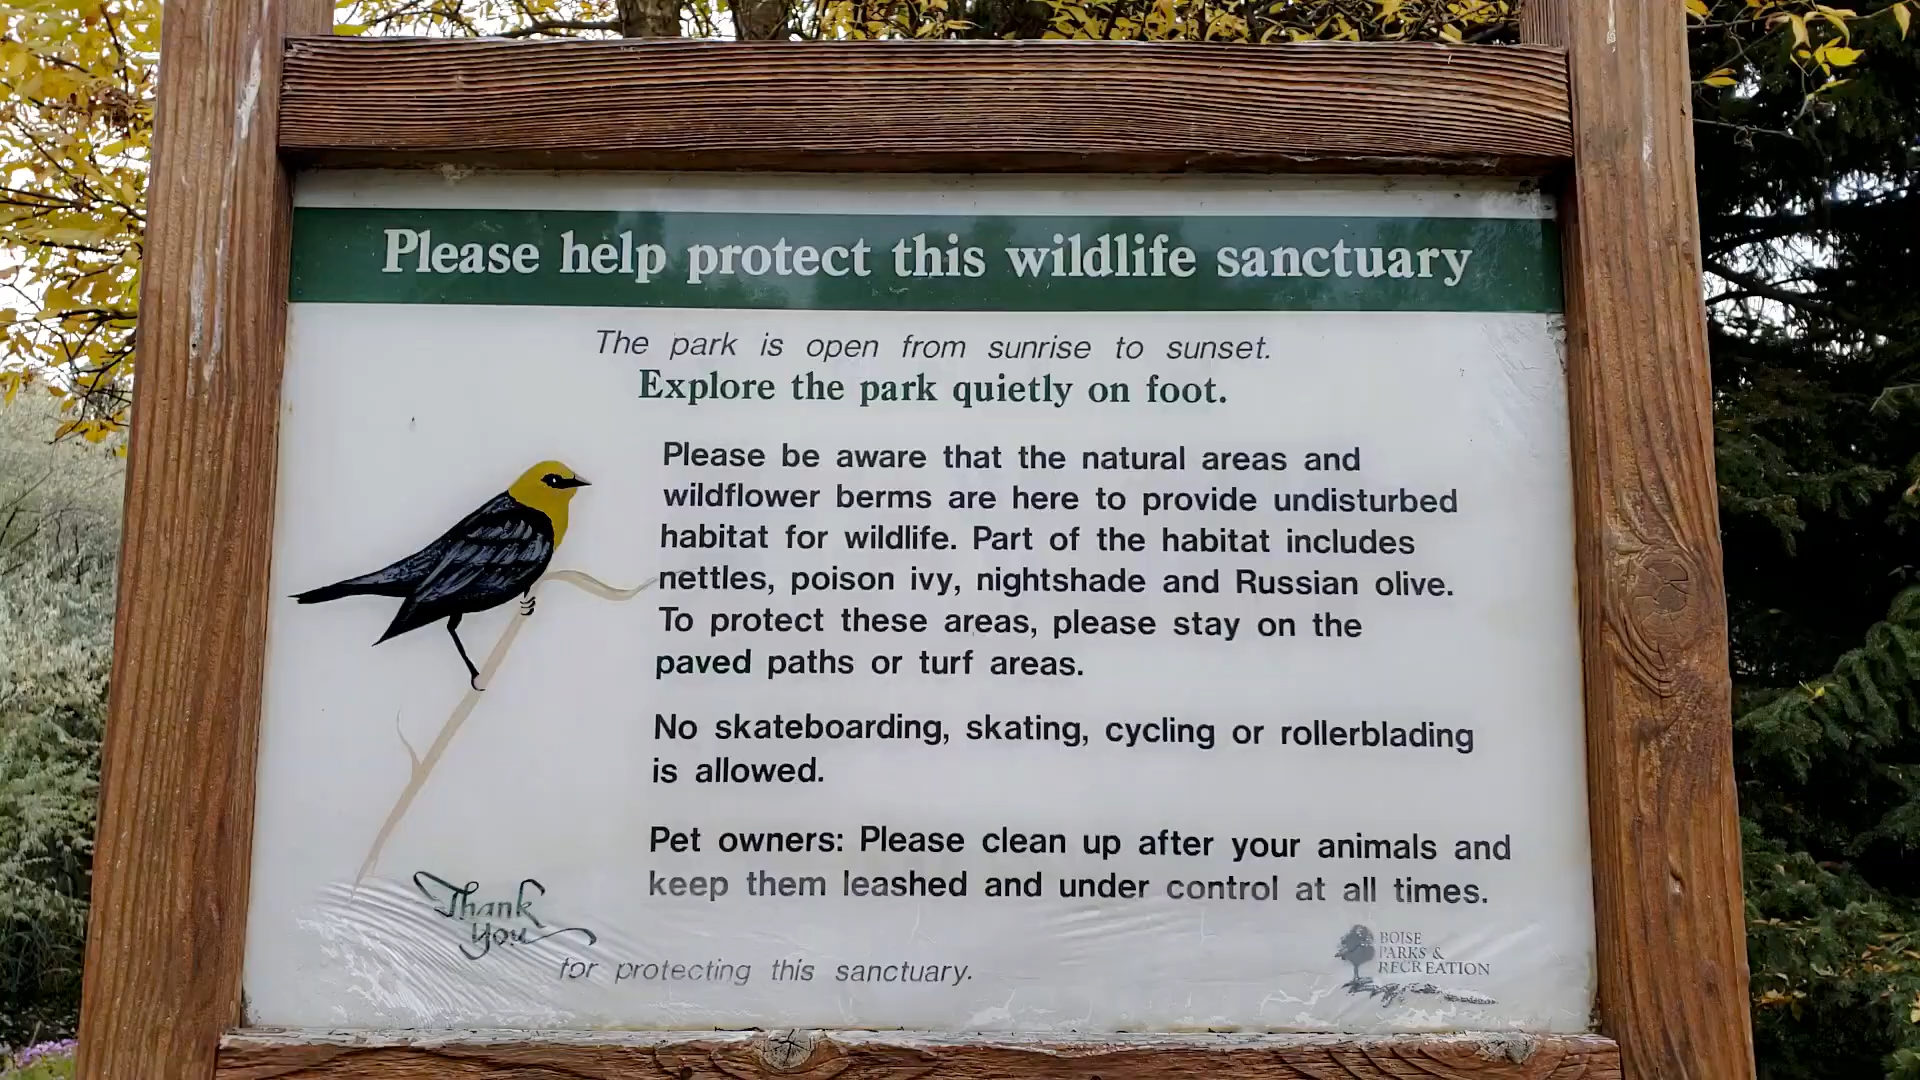 Please help protect this wildlife sanctuary
The park is open from sunrise to sunset.
Explore the park quietly on foot.
Please be aware that the natural areas and
wildflower berms are here to provide undisturbed
habitat for wildlife. Part of the habitat includes
nettles, poison ivy, nightshade and Russian olive.
To protect these areas, please stay on the
paved paths or turf areas.
No skateboarding, skating, cycling or rollerblading
is allowed.
Pet owners: Please clean up after your animals and
keep them leashed and under control at all times.
Thank
You
for protecting this sanctuary.
BOISE
PARKS &
RECREATION